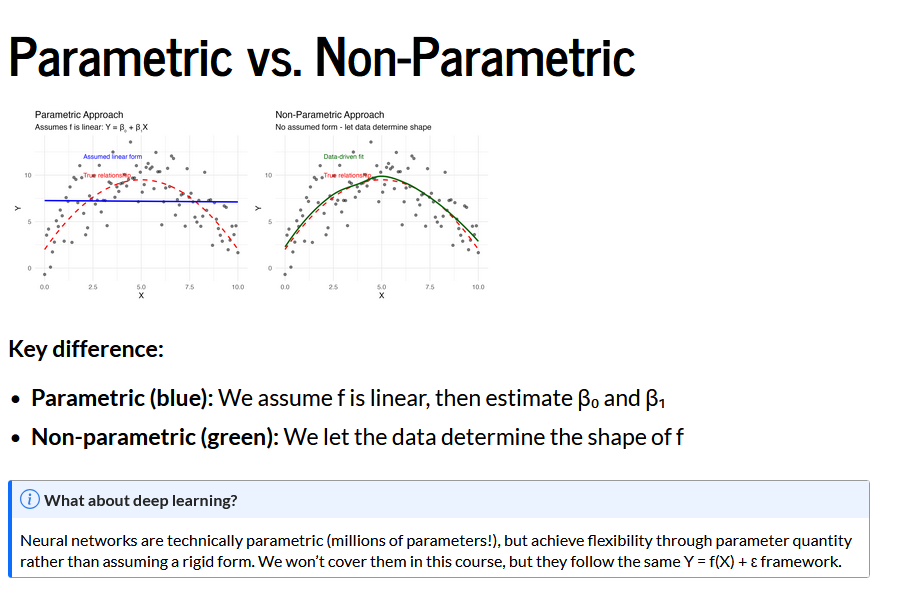 Parametric vs. Non-Parametric
Parametric Approach
Assumes f is linear: Y = β₀ + β₁X
Assumed linear form
True relationship
10
5
0
Y
0.0 2.5 5.0 7.5 10.0
X
Non-Parametric Approach
No assumed form - let data determine shape
Data-driven fit
True relationship
10
5
0
Y
0.0 2.5 5.0 7.5 10.0
X
Key difference:
• Parametric (blue): We assume f is linear, then estimate β₀ and β₁
• Non-parametric (green): We let the data determine the shape of f
What about deep learning?
Neural networks are technically parametric (millions of parameters!), but achieve flexibility through parameter quantity
rather than assuming a rigid form. We won’t cover them in this course, but they follow the same Y = f(X) + ε framework.